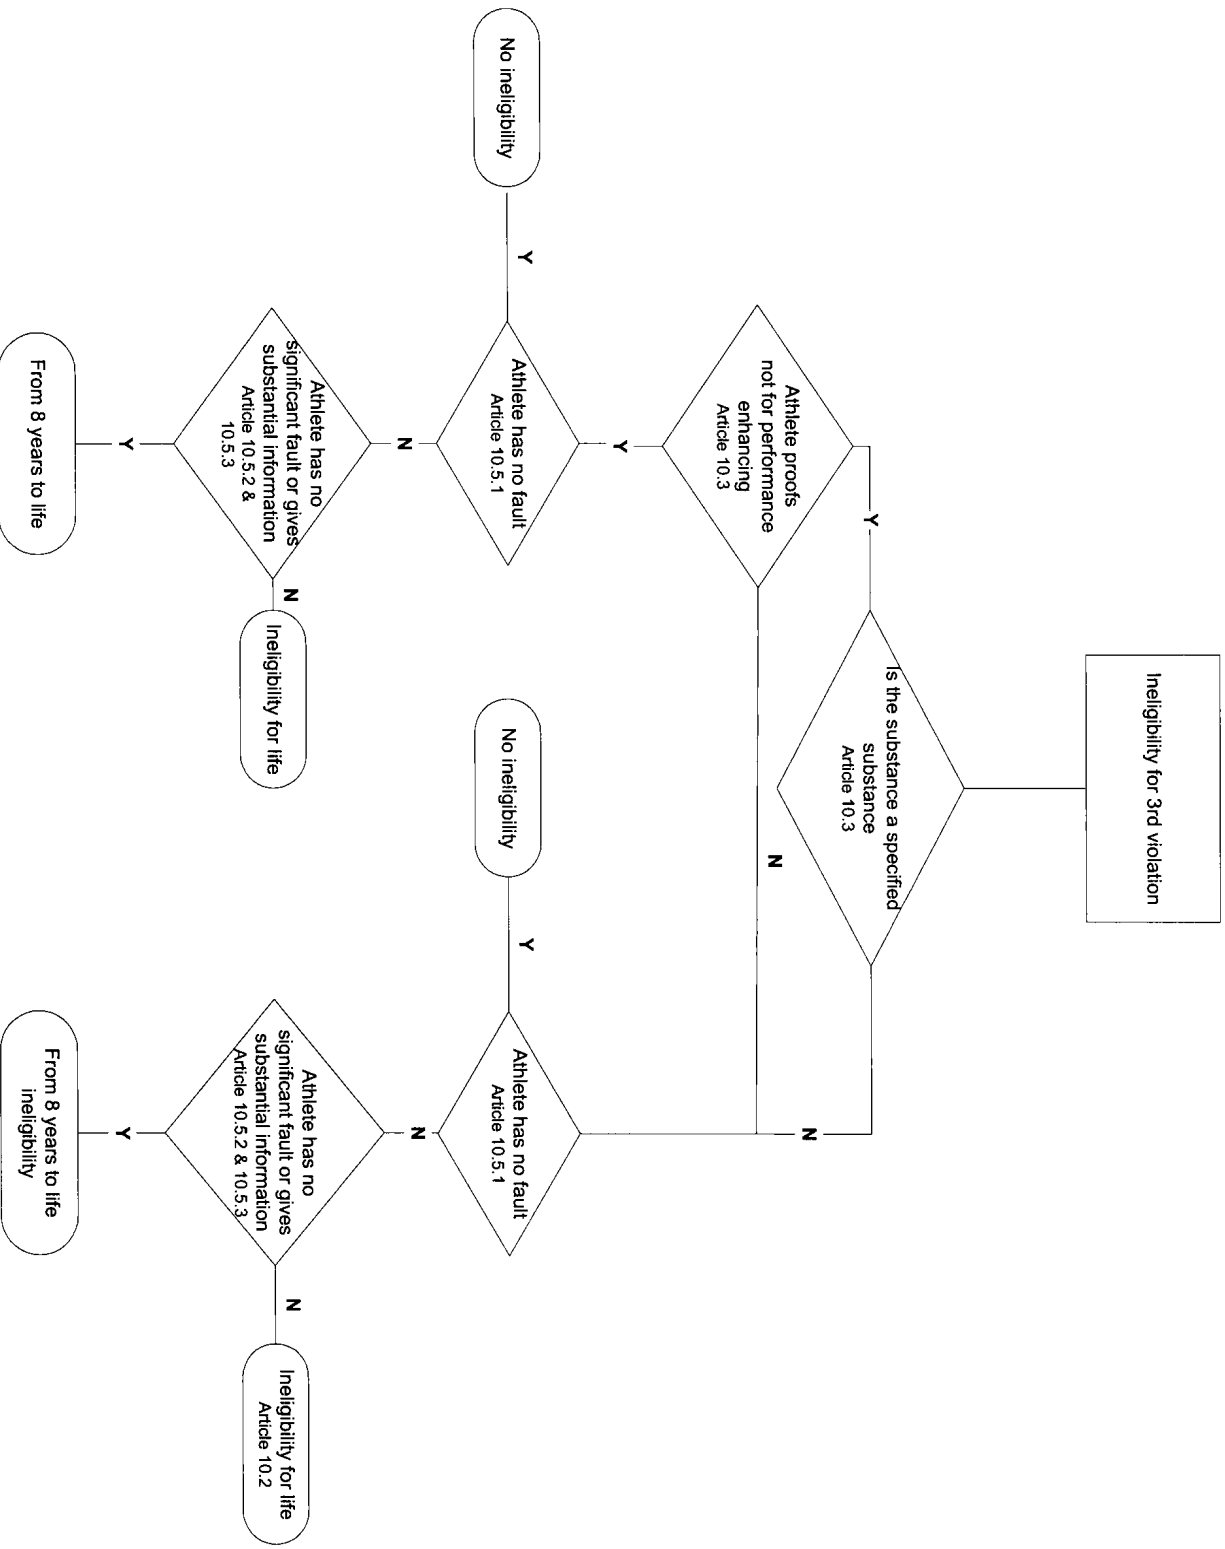 Ineligibility for 3rd violation
Is the substance a specified
substance
Article 10.3
Y
N
Athlete proofs
not for performance
enhancing
Article 10.3
N
Y
Athlete has no fault
Article 10.5.1
Y
No ineligibility
N
Athlete has no
significant fault or gives
substantial information
Article 10.5.2 &
10.5.3
N
Ineligibility for life
Y
From 8 years to life
Athlete has no fault
Article 10.5.1
Y
No ineligibility
N
Athlete has no
significant fault or gives
substantial information
Article 10.5.2 & 10.5.3
N
Ineligibility for life
Article 10.2
Y
From 8 years to life
ineligibility